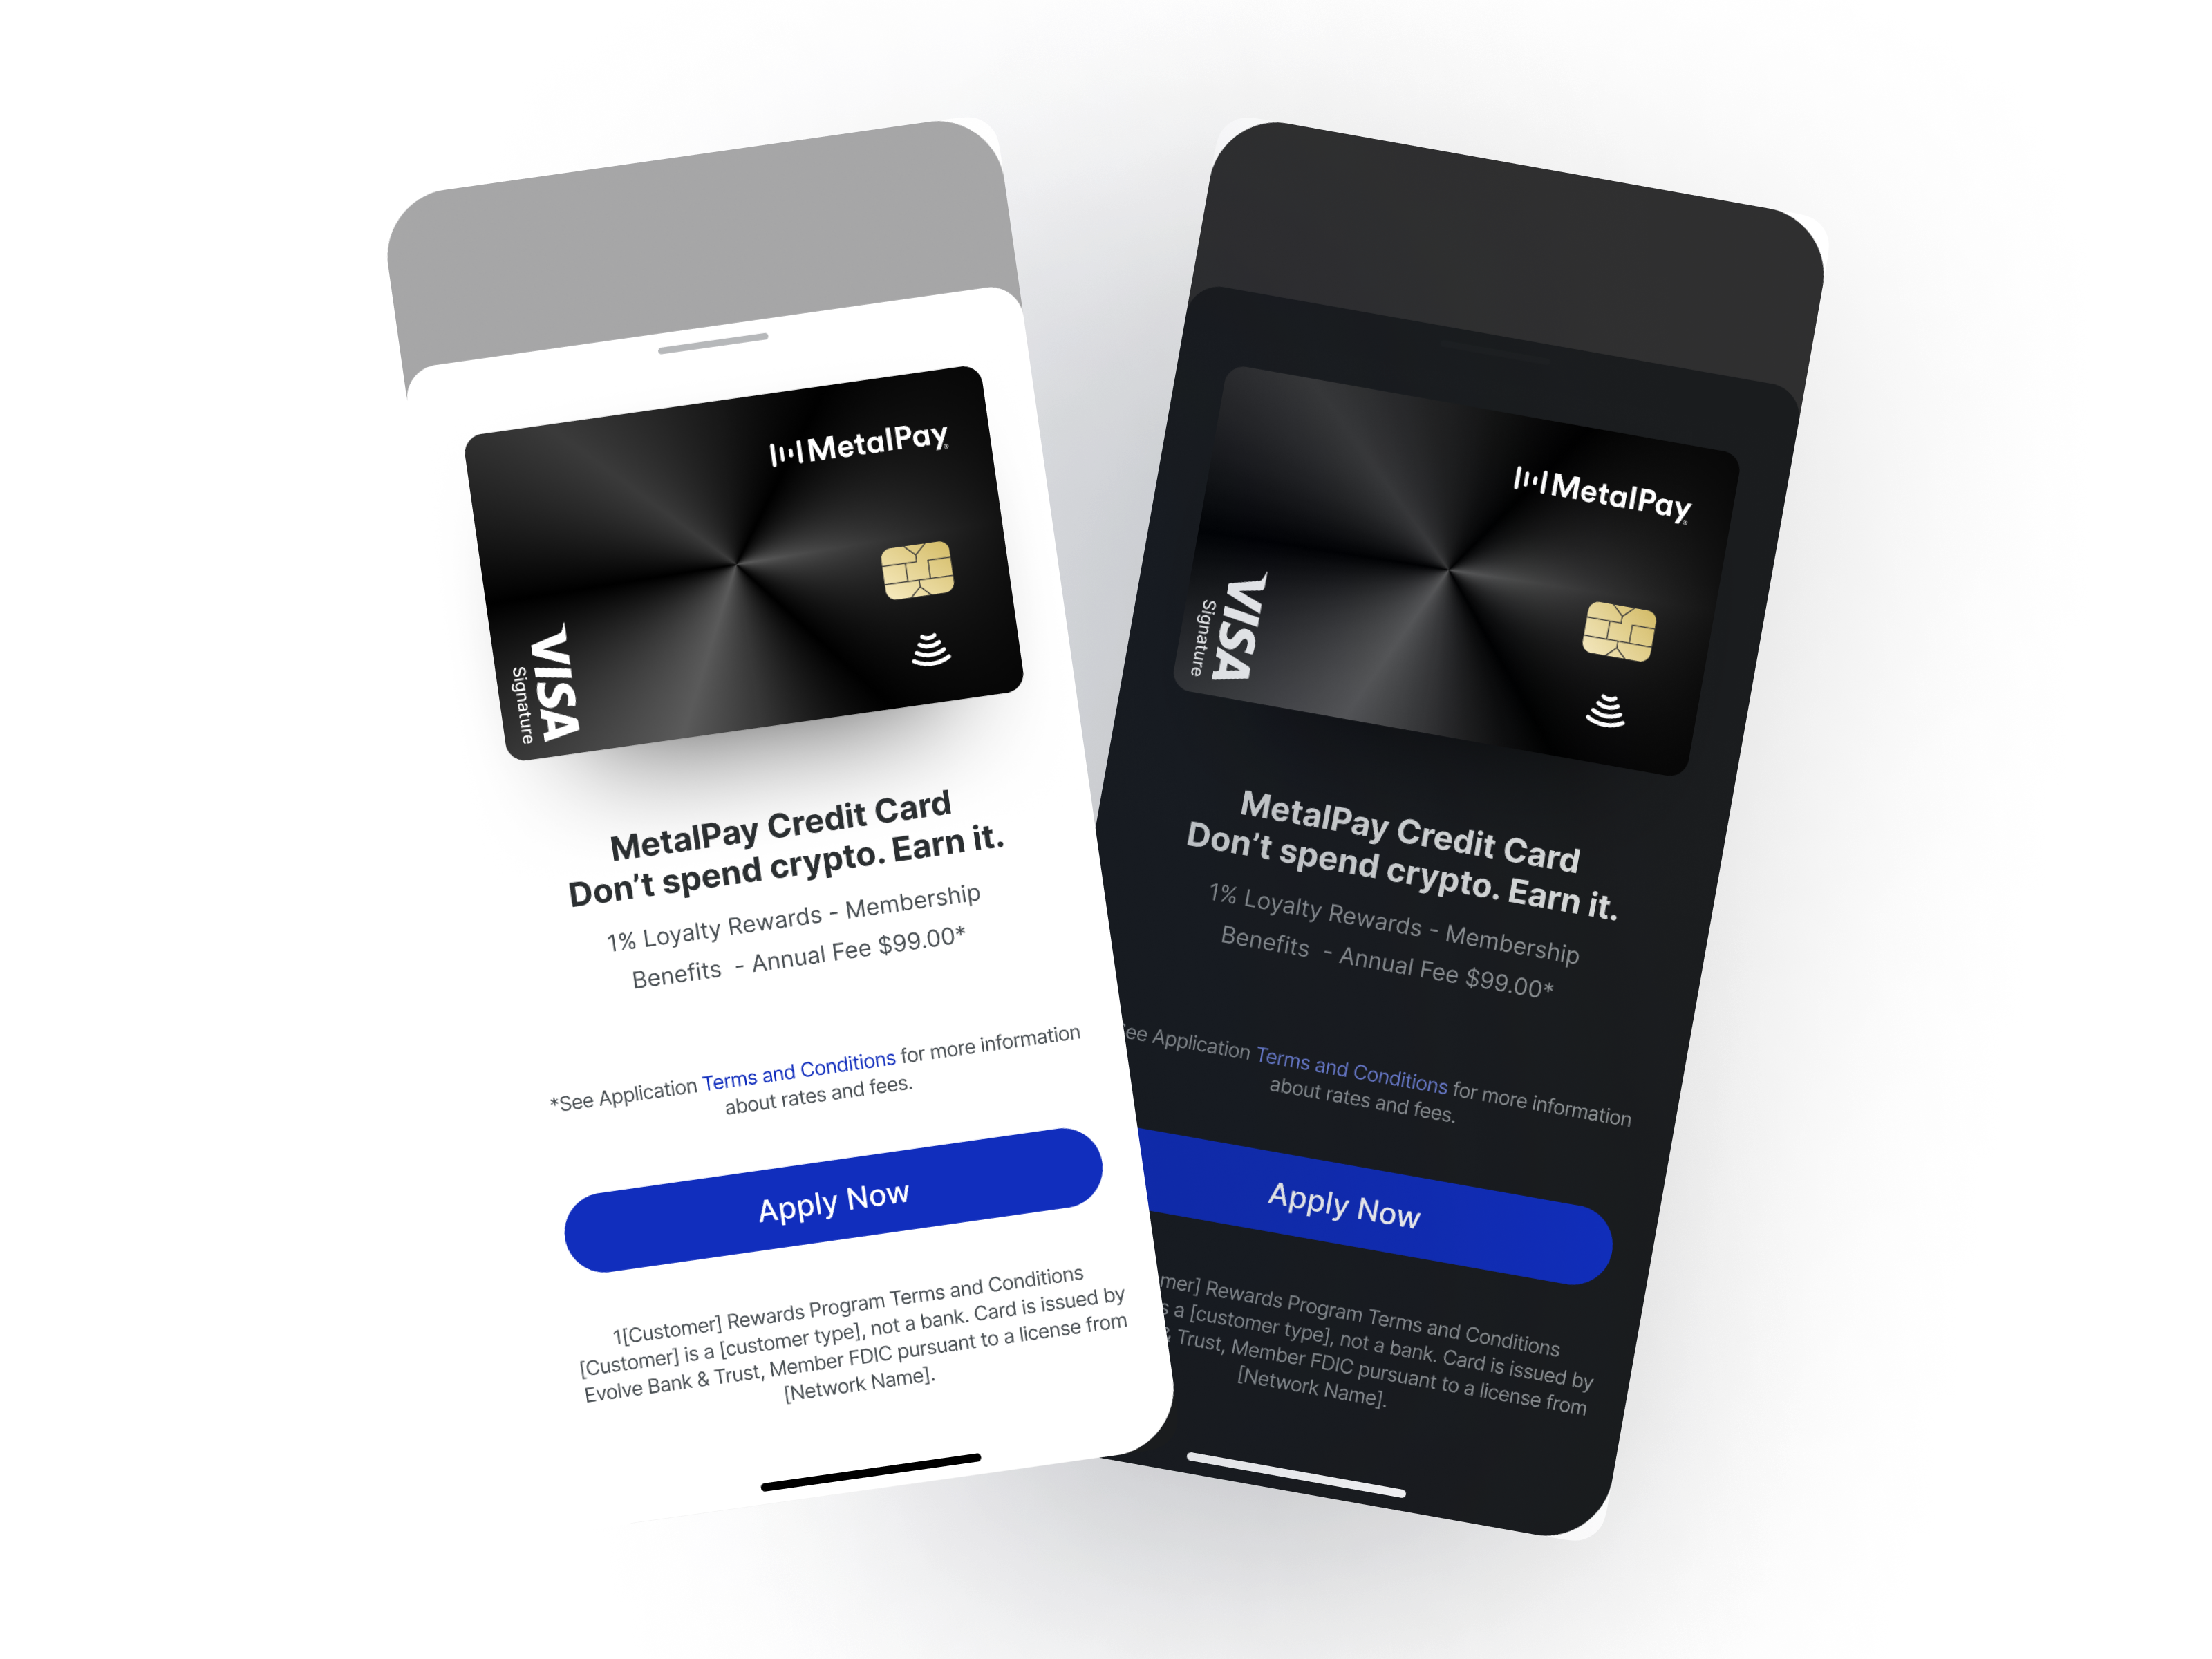 MetalPay®
VISA
Signature
MetalPay Credit Card
Don’t spend crypto. Earn it.
1% Loyalty Rewards - Membership
Benefits - Annual Fee $99.00*
*See Application Terms and Conditions for more information
about rates and fees.
Apply Now
1[Customer] Rewards Program Terms and Conditions
[Customer] is a [customer type], not a bank. Card is issued by
Evolve Bank & Trust, Member FDIC pursuant to a license from
[Network Name].
MetalPay®
VISA
Signature
MetalPay Credit Card
Don’t spend crypto. Earn it.
1% Loyalty Rewards - Membership
Benefits - Annual Fee $99.00*
See Application Terms and Conditions for more information
about rates and fees.
Apply Now
mer] Rewards Program Terms and Conditions
s a [customer type], not a bank. Card is issued by
& Trust, Member FDIC pursuant to a license from
[Network Name].